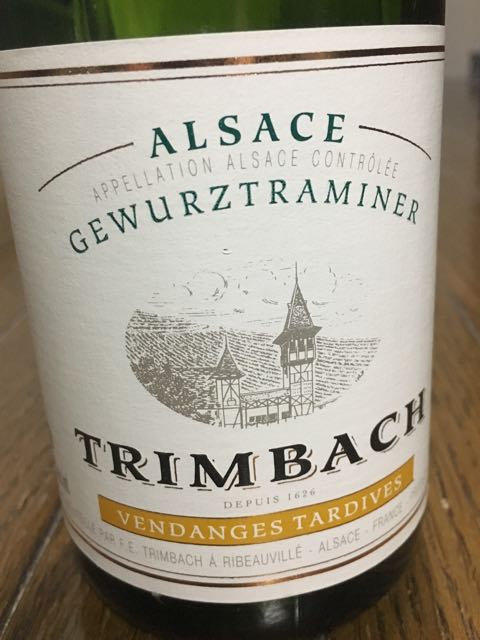 ALSACE
APPELLATION ALSACE CONTRÔLÉE
GEWURZTRAMINER
TRIMBACH
DEPUIS 1626
VENDANGES TARDIVES
PAR F.E. TRIMBACH À RIBEAUVILLÉ - ALSACE - FRANCE